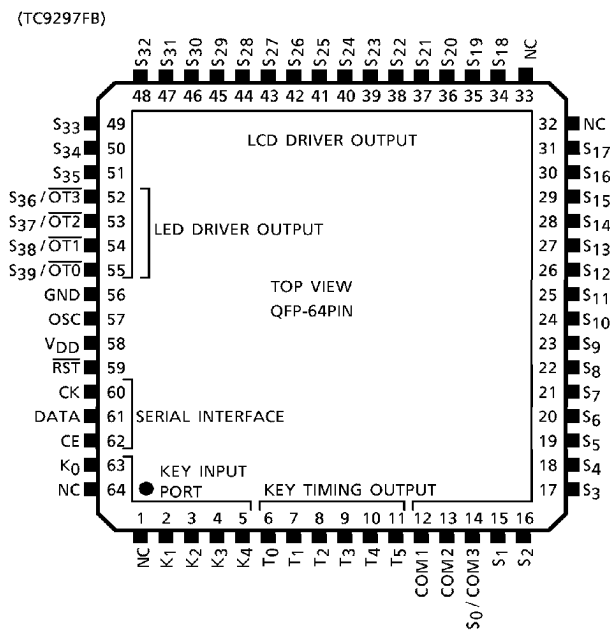 (TC9297FB)
S32 S31 S30 S29 S28 S27 S26 S25 S24 S23 S22 S21 S20 S19 S18 NC
48 47 46 45 44 43 42 41 40 39 38 37 36 35 34 33
S33 49 32 NC
S34 50 LCD DRIVER OUTPUT 31 S17
S35 51 30 S16
S36/OT3 52 29 S15
S37/OT2 53 LED DRIVER OUTPUT 28 S14
S38/OT1 54 27 S13
S39/OT0 55 26 S12
GND 56 TOP VIEW 25 S11
OSC 57 QFP-64PIN 24 S10
VDD 58 23 S9
RST 59 22 S8
CK 60 21 S7
DATA 61 SERIAL INTERFACE 20 S6
CE 62 19 S5
K0 63 KEY INPUT 18 S4
NC 64 PORT KEY TIMING OUTPUT 17 S3
1 2 3 4 5 6 7 8 9 10 11 12 13 14 15 16
NC K1 K2 K3 K4 T0 T1 T2 T3 T4 T5 COM1 COM2 S0/COM3 S1 S2